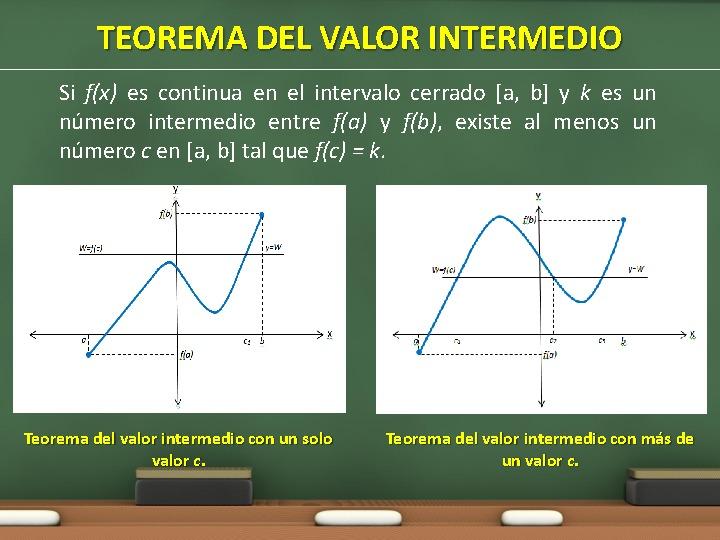 TEOREMA DEL VALOR INTERMEDIO
Si f(x) es continua en el intervalo cerrado [a, b] y k es un
número intermedio entre f(a) y f(b), existe al menos un
número c en [a, b] tal que f(c) = k.
y
f(b)
W=f(c)
y=W
x
a
c₁
b
f(a)
y
f(b)
W=f(c)
y=W
x
a
c₂
b
f(a)
Teorema del valor intermedio con un solo
valor c.
Teorema del valor intermedio con más de
un valor c.